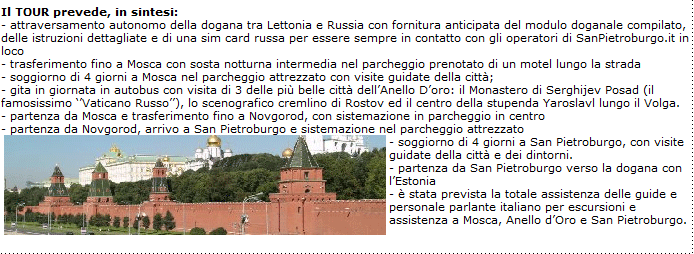 Il TOUR prevede, in sintesi:
- attraversamento autonomo della dogana tra Lettonia e Russia con fornitura anticipata del modulo doganale compilato,
delle istruzioni dettagliate e di una sim card russa per essere sempre in contatto con gli operatori di SanPietroburgo.it in
loco
- trasferimento fino a Mosca con sosta notturna intermedia nel parcheggio prenotato di un motel lungo la strada
- soggiorno di 4 giorni a Mosca nel parcheggio attrezzato con visite guidate della città;
- gita in giornata in autobus con visita di 3 delle più belle città dell’Anello D’oro: il Monastero di Serghijev Posad (il
famosissimo ‘‘Vaticano Russo’’), lo scenografico cremlino di Rostov ed il centro della stupenda Yaroslavl lungo il Volga.
- partenza da Mosca e trasferimento fino a Novgorod, con sistemazione in parcheggio in centro
- partenza da Novgorod, arrivo a San Pietroburgo e sistemazione nel parcheggio attrezzato
- soggiorno di 4 giorni a San Pietroburgo, con visite
guidate della città e dei dintorni.
- partenza da San Pietroburgo verso la dogana con
l’Estonia
- è stata prevista la totale assistenza delle guide e
personale parlante italiano per escursioni e
assistenza a Mosca, Anello d’Oro e San Pietroburgo.